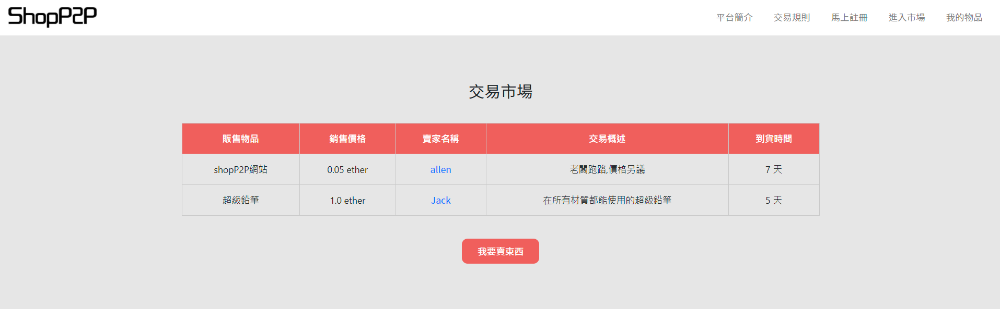 ShopP2P 平台簡介 交易規則 馬上註冊 進入市場 我的物品
交易市場
販售物品 銷售價格 賣家名稱 交易概述 到貨時間
shopP2P網站 0.05 ether allen 老闆跑路,價格另議 7 天
超級鉛筆 1.0 ether Jack 在所有材質都能使用的超級鉛筆 5 天
我要賣東西